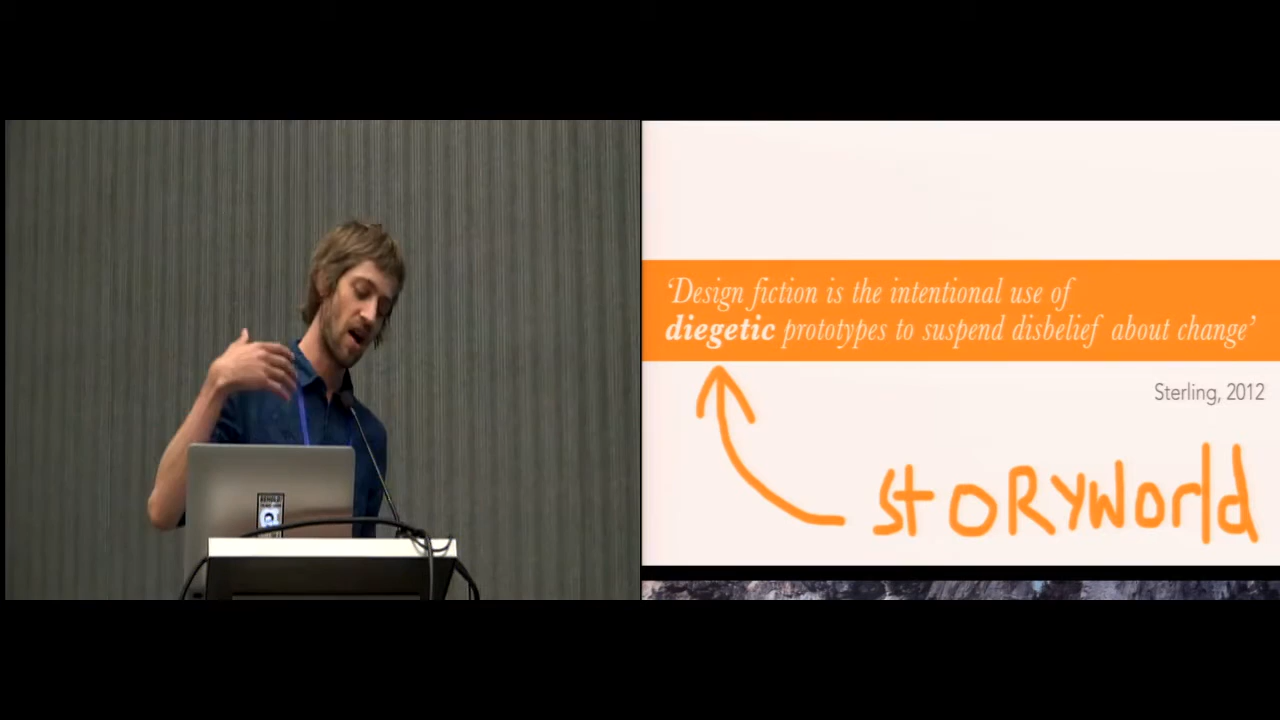 ‘Design fiction is the intentional use of
diegetic prototypes to suspend disbelief about change’
Sterling, 2012
stORYWorld